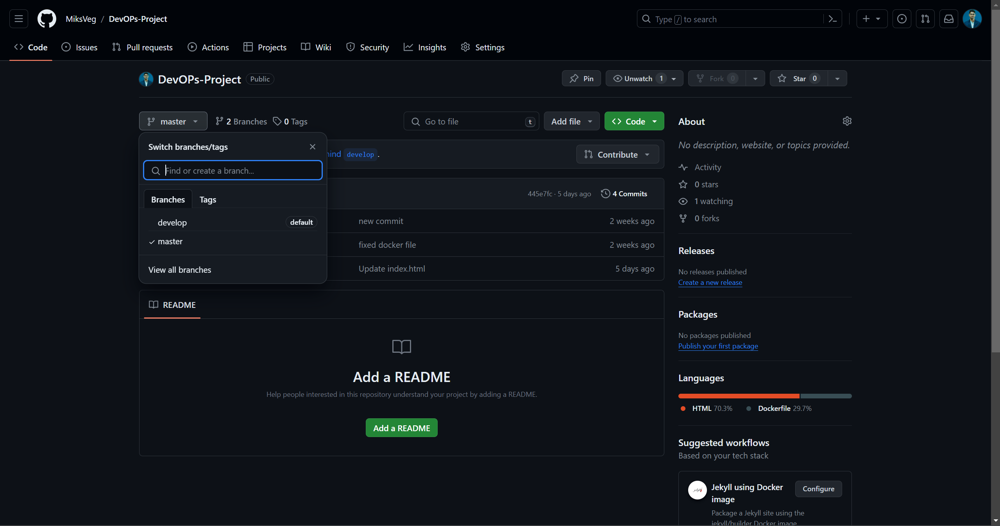 MiksVeg / DevOPs-Project
Type / to search
Code Issues Pull requests Actions Projects Wiki Security Insights Settings
DevOPs-Project Public
Pin Unwatch 1 Fork 0 Star 0
master 2 Branches 0 Tags
Go to file t Add file Code
Switch branches/tags
Find or create a branch...
Branches Tags
develop default
master
View all branches
develop .
Contribute
445e7fc · 5 days ago 4 Commits
new commit 2 weeks ago
fixed docker file 2 weeks ago
Update index.html 5 days ago
README
Add a README
Help people interested in this repository understand your project by adding a README.
Add a README
About
No description, website, or topics provided.
Activity
0 stars
1 watching
0 forks
Releases
No releases published
Create a new release
Packages
No packages published
Publish your first package
Languages
HTML 70.3% Dockerfile 29.7%
Suggested workflows
Based on your tech stack
jekyll
Jekyll using Docker
image
Configure
Package a Jekyll site using the
jekyll/builder Docker image